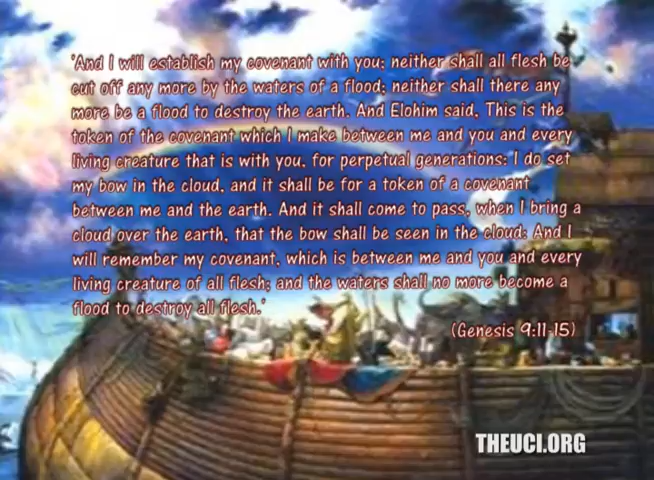 'And I will establish my covenant with you; neither shall all flesh be
cut off any more by the waters of a flood; neither shall there any
more be a flood to destroy the earth. And Elohim said, This is the
token of the covenant which I make between me and you and every
living creature that is with you, for perpetual generations: I do set
my bow in the cloud, and it shall be for a token of a covenant
between me and the earth. And it shall come to pass, when I bring a
cloud over the earth, that the bow shall be seen in the cloud: And I
will remember my covenant, which is between me and you and every
living creature of all flesh; and the waters shall no more become a
flood to destroy all flesh.'
(Genesis 9:11-15)
THEUCI.ORG